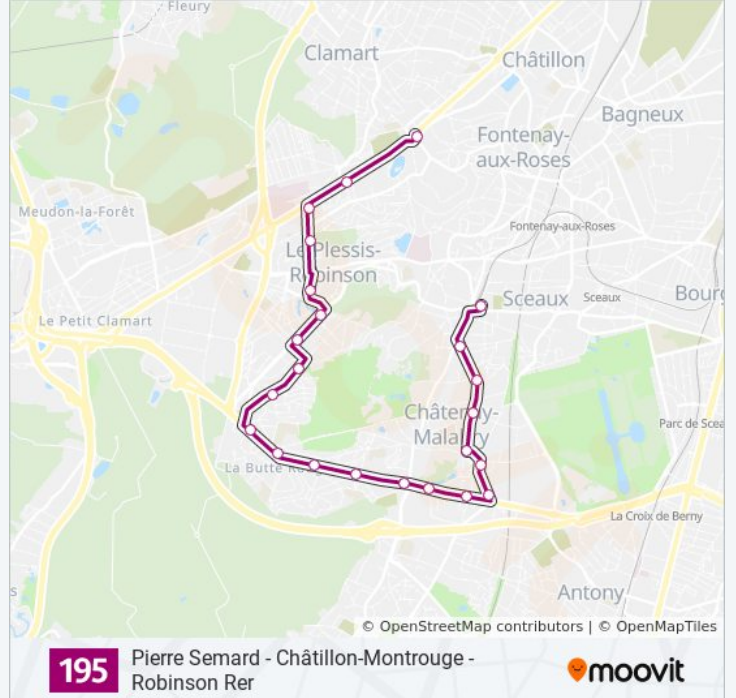 Fleury
Clamart
Châtillon
Bagneux
Fontenay-
aux-Roses
Meudon-la-Forêt
Fontenay-aux-Roses
Le Plessis-
Robinson
Sceaux
Sceaux
Bourg
Le Petit Clamart
Châtenay-
Malabry
Parc de Scea
La Butte Roug
La Croix de Berny
s
Antony
© OpenStreetMap contributors | © OpenMapTiles
195
Pierre Semard - Châtillon-Montrouge -
Robinson Rer
moovit